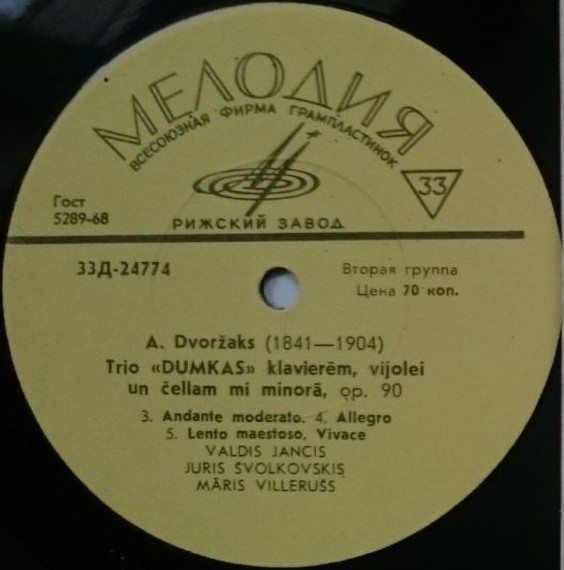 МЕЛОДИЯ
ВСЕСОЮЗНАЯ ФИРМА ГРАМПЛАСТИНОК
33
Гост
5289-68
РИЖСКИЙ ЗАВОД
33Д-24774
Вторая группа
Цена 70 коп.
A. Dvoržaks (1841—1904)
Trio «DUMKAS» klavierēm, vijolei
un čellam mi minorā, op. 90
3. Andante moderato. 4. Allegro
5. Lento maestoso. Vivace
VALDIS JANCIS
JURIS ŠVOLKOVSKIS
MĀRIS VILLERUŠS